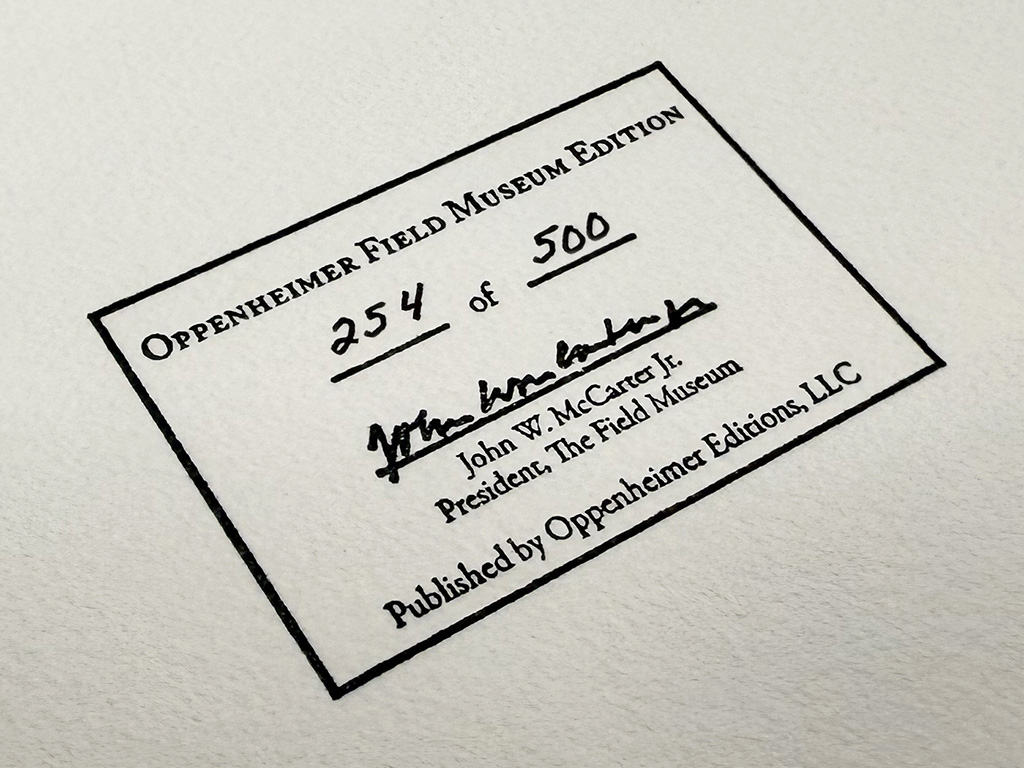 OPPENHEIMER FIELD MUSEUM EDITION
254 of 500
John W. McCarter Jr.
President, The Field Museum
Published by Oppenheimer Editions, LLC